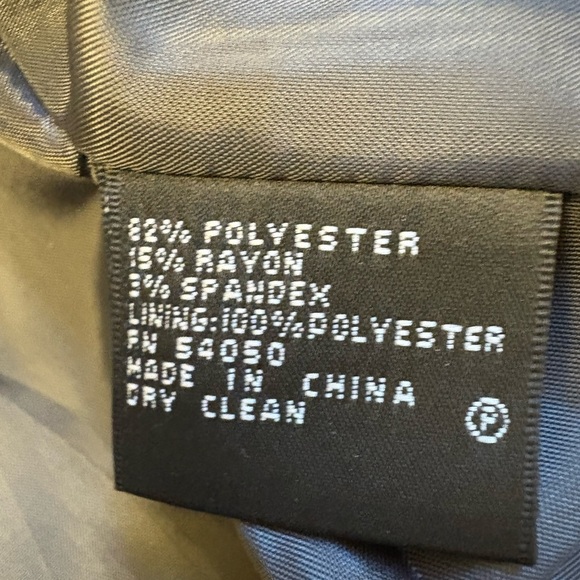 82% POLYESTER
15% RAYON
3% SPANDEX
LINING:100% POLYESTER
RN 54050
MADE IN CHINA
DRY CLEAN
P